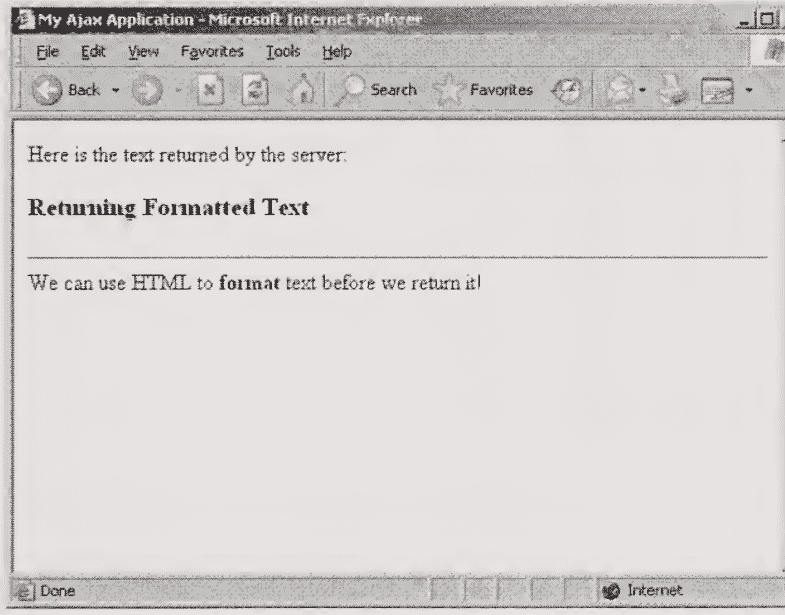 My Ajax Application - Microsoft Internet Explorer
File Edit View Favorites Tools Help
Back Search Favorites
Here is the text returned by the server:
Returning Formatted Text
We can use HTML to format text before we return it!
Done Internet